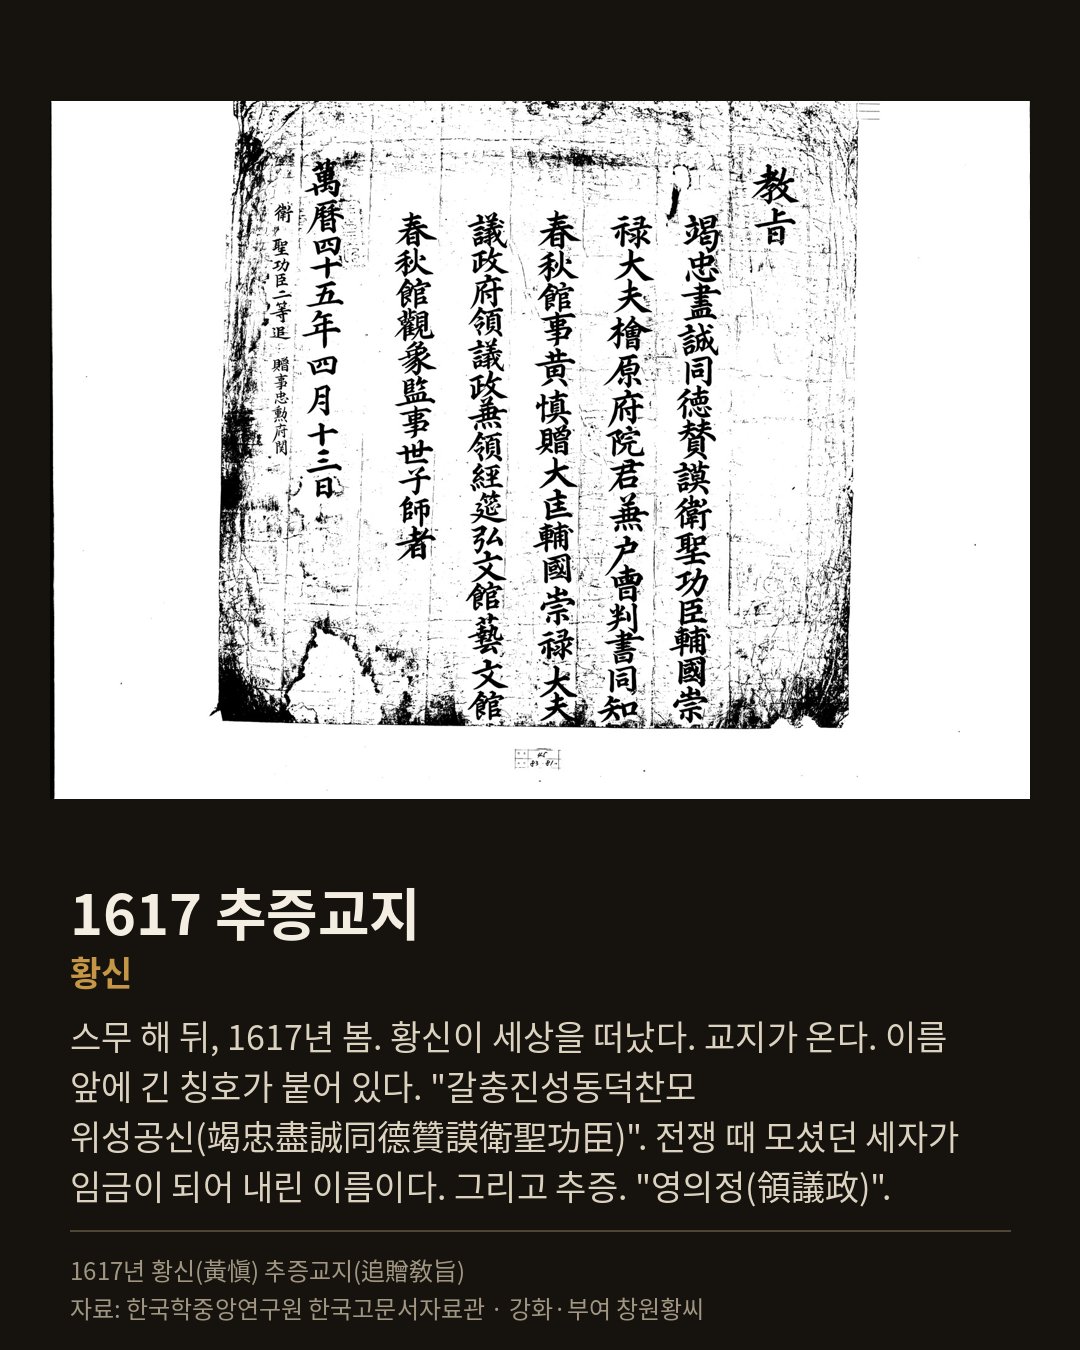 教旨
竭忠盡誠同徳賛謨衛聖功臣輔國崇
禄大夫檜原府院君兼户曹判書同知
春秋館事黄慎贈大匡輔國崇禄大夫
議政府領議政兼領經筵弘文館藝文館
春秋館觀象監事世子師者
萬曆四十五年四月十三日
衛聖功臣二等追 贈事忠勲府関
1617 추증교지
황신
스무 해 뒤, 1617년 봄. 황신이 세상을 떠났다. 교지가 온다. 이름
앞에 긴 칭호가 붙어 있다. "갈충진성동덕찬모
위성공신(竭忠盡誠同德贊謨衛聖功臣)". 전쟁 때 모셨던 세자가
임금이 되어 내린 이름이다. 그리고 추증. "영의정(領議政)".
1617년 황신(黃愼) 추증교지(追贈敎旨)
자료: 한국학중앙연구원 한국고문서자료관 · 강화·부여 창원황씨